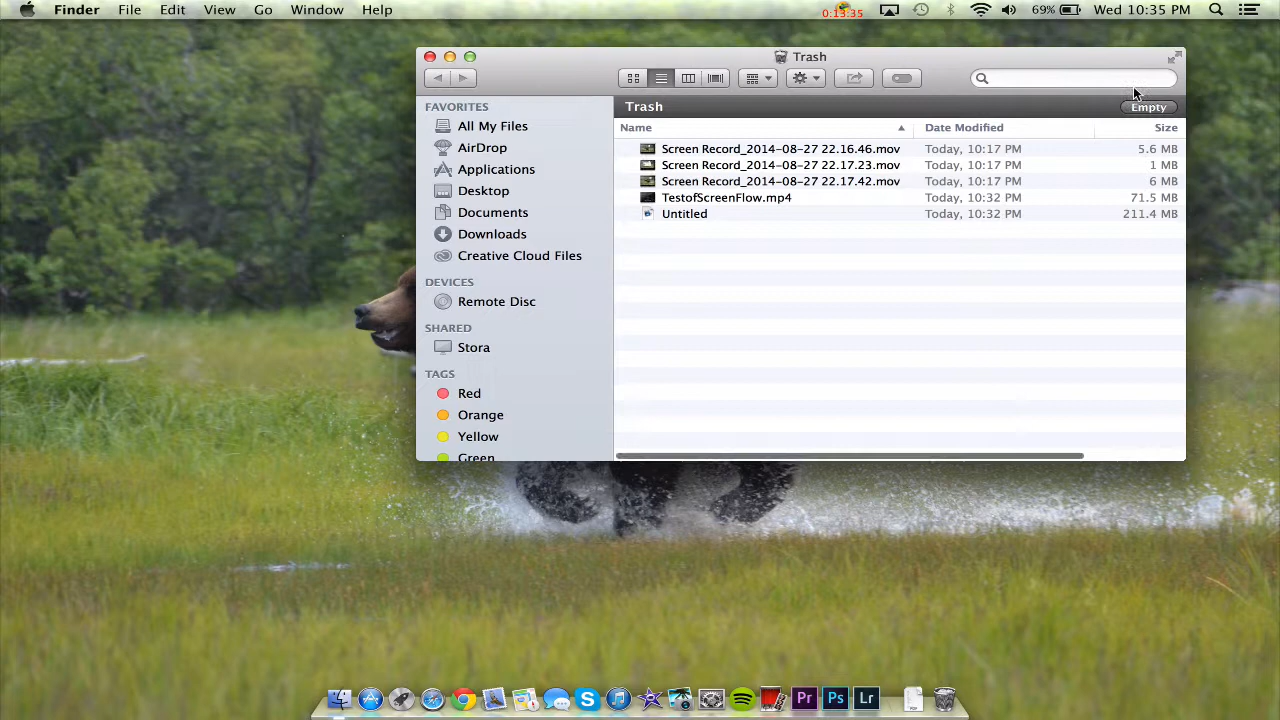 Finder File Edit View Go Window Help 0:13:35 69% Wed 10:35 PM
Trash
Trash Empty
FAVORITES
All My Files
AirDrop
Applications
Desktop
Documents
Downloads
Creative Cloud Files
DEVICES
Remote Disc
SHARED
Stora
TAGS
Red
Orange
Yellow
Green
Name Date Modified Size
Screen Record_2014-08-27 22.16.46.mov Today, 10:17 PM 5.6 MB
Screen Record_2014-08-27 22.17.23.mov Today, 10:17 PM 1 MB
Screen Record_2014-08-27 22.17.42.mov Today, 10:17 PM 6 MB
TestofScreenFlow.mp4 Today, 10:32 PM 71.5 MB
Untitled Today, 10:32 PM 211.4 MB
Pr Ps Lr